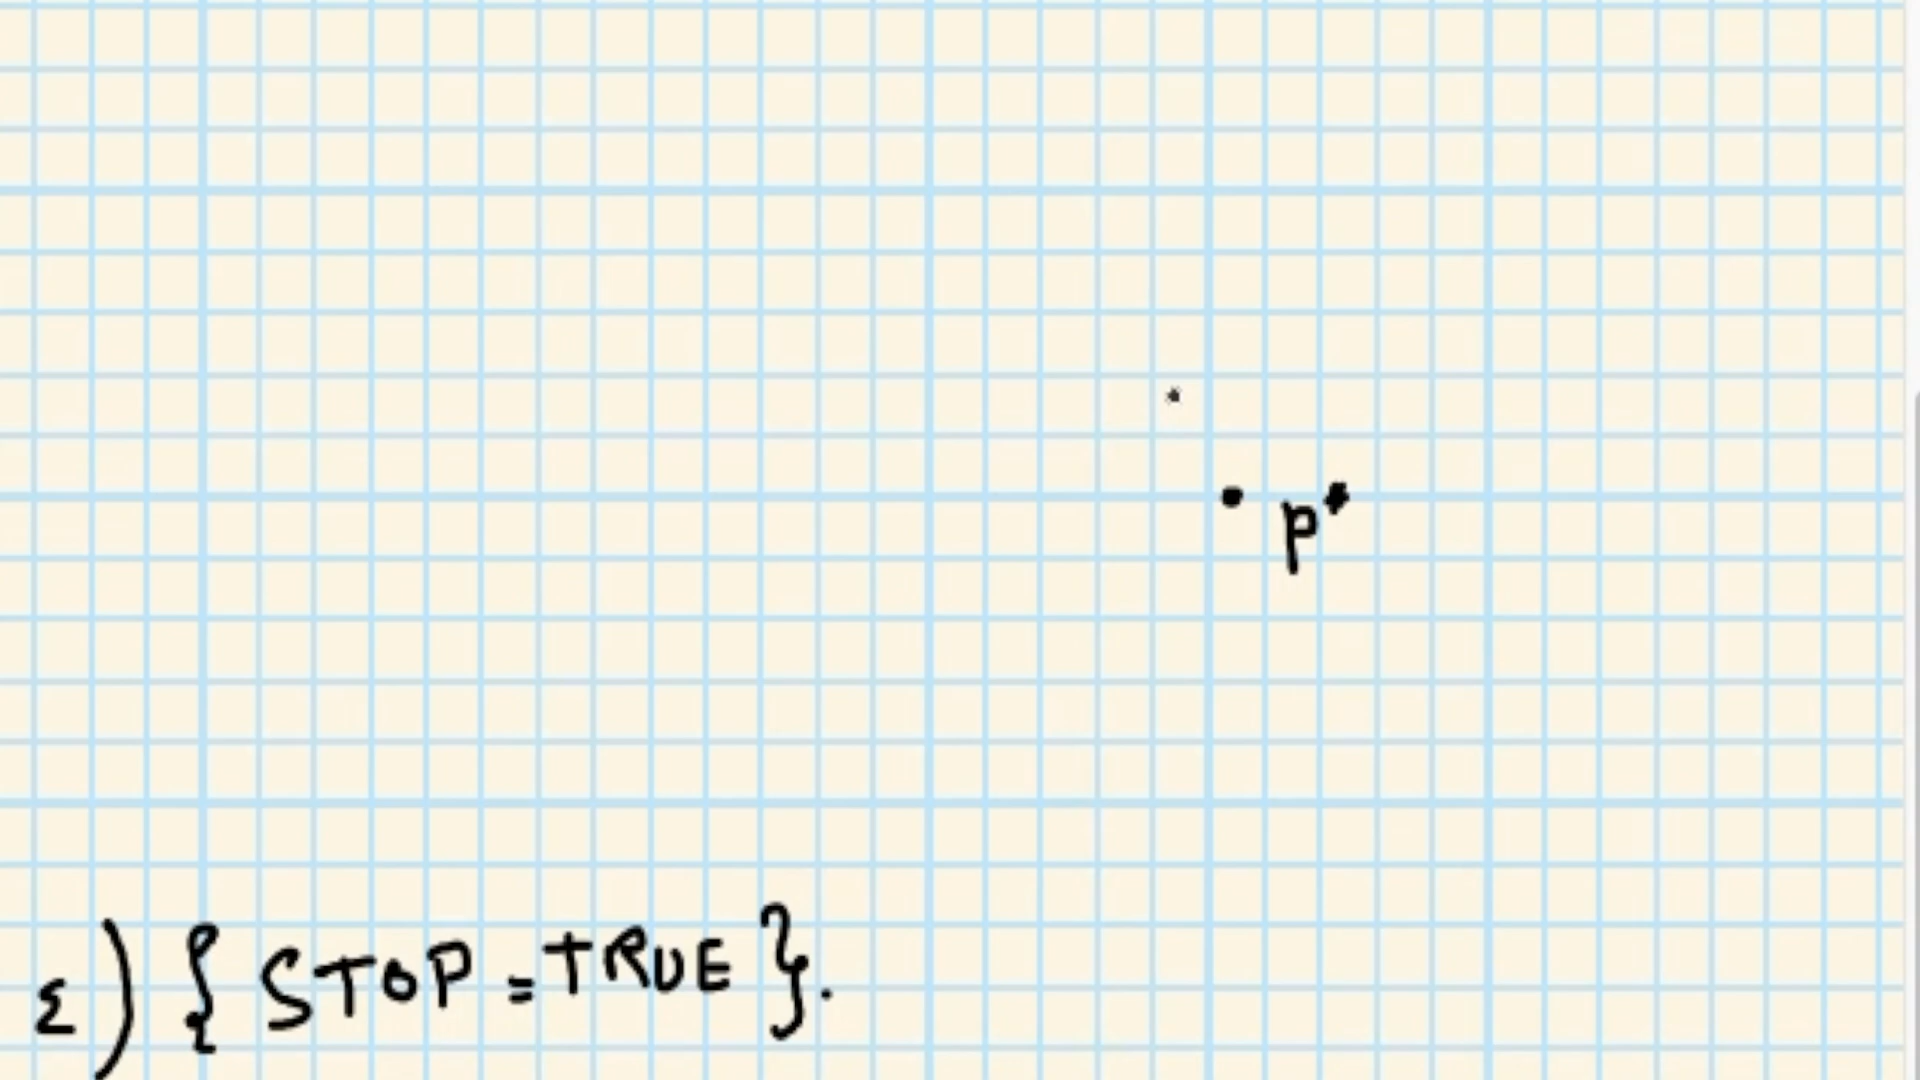 p
ε) { STOP = TRUE }.